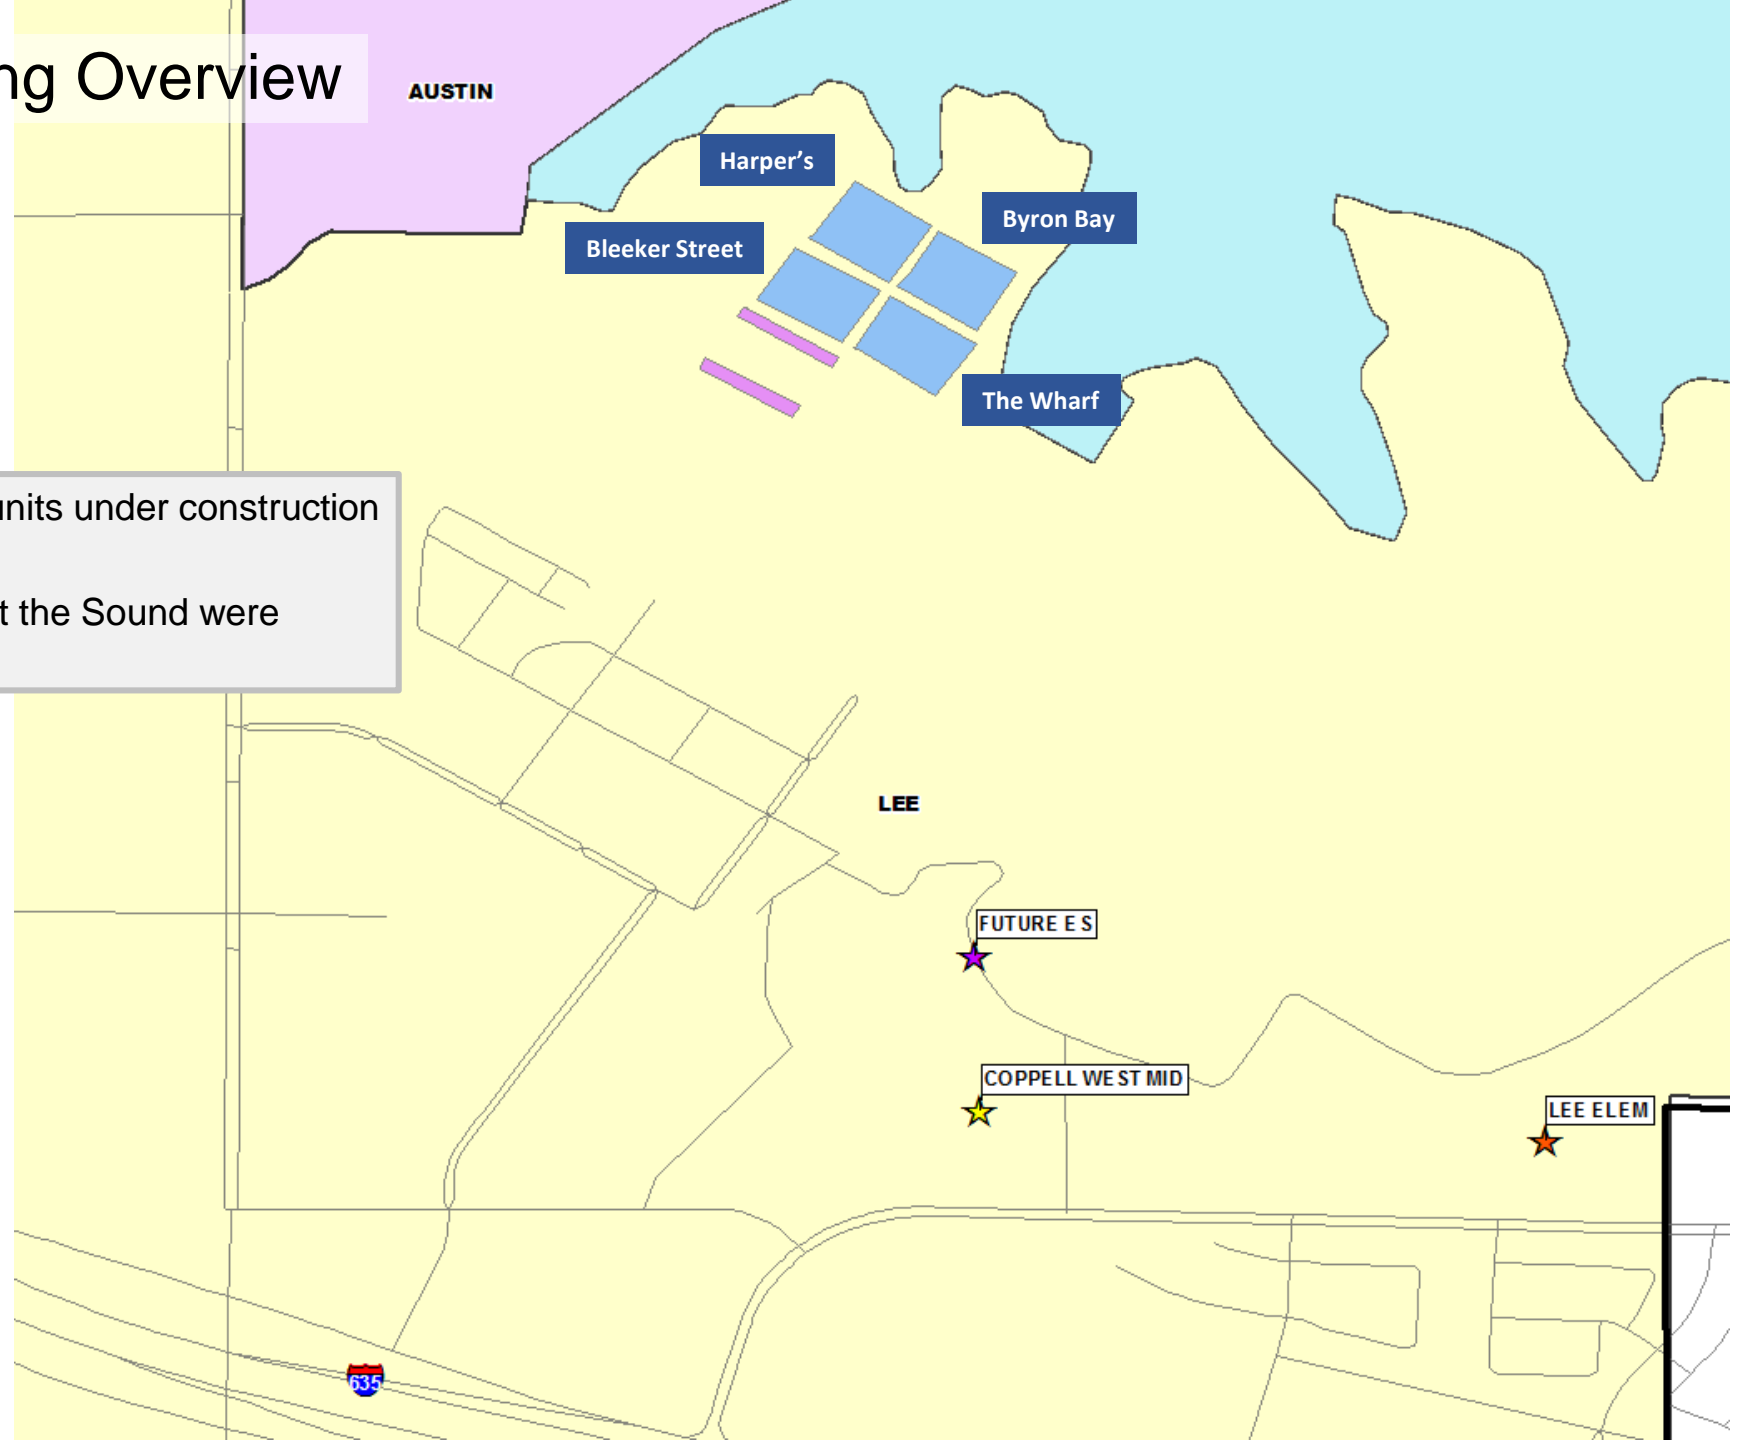 ng Overview
AUSTIN
Harper's
Byron Bay
Bleeker Street
The Wharf
units under construction
t the Sound were
LEE
FUTURE E S
COPPELL WEST MID
LEE ELEM
635